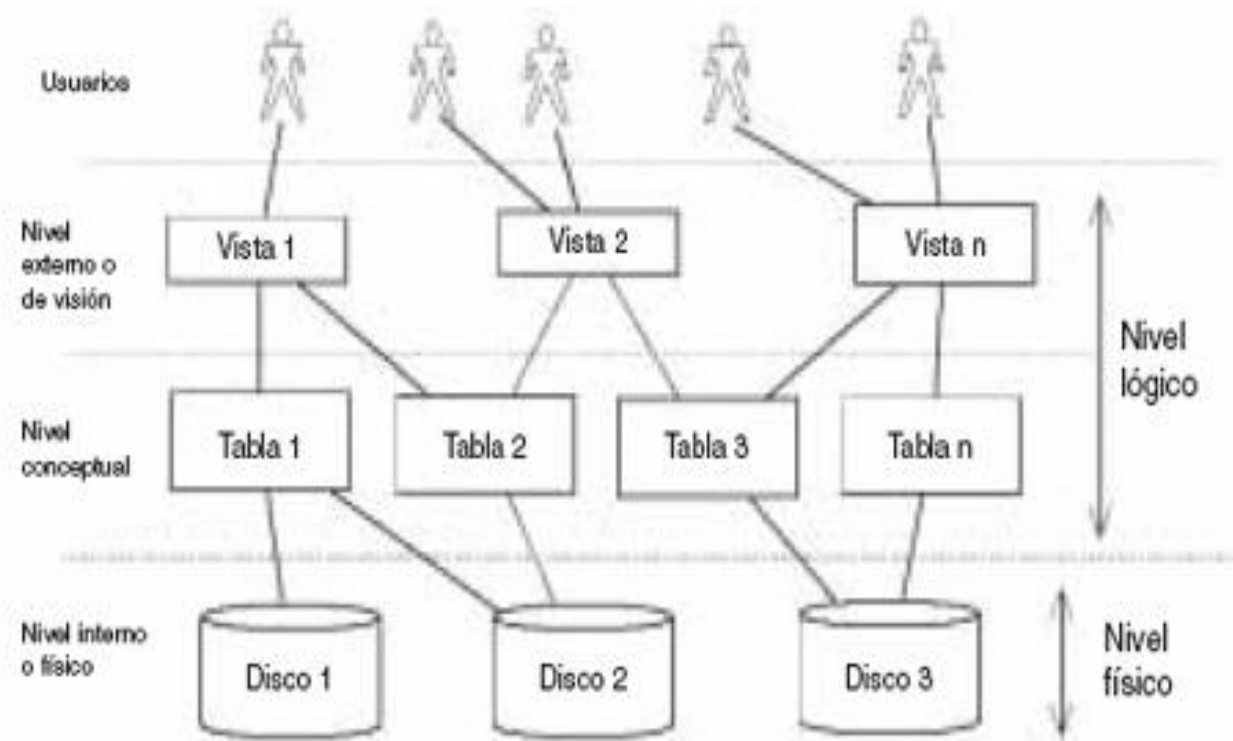 Usuarios
Nivel
externo o
de visión
Vista 1
Vista 2
Vista n
Nivel
lógico
Nivel
conceptual
Tabla 1
Tabla 2
Tabla 3
Tabla n
Nivel interno
o físico
Disco 1
Disco 2
Disco 3
Nivel
físico